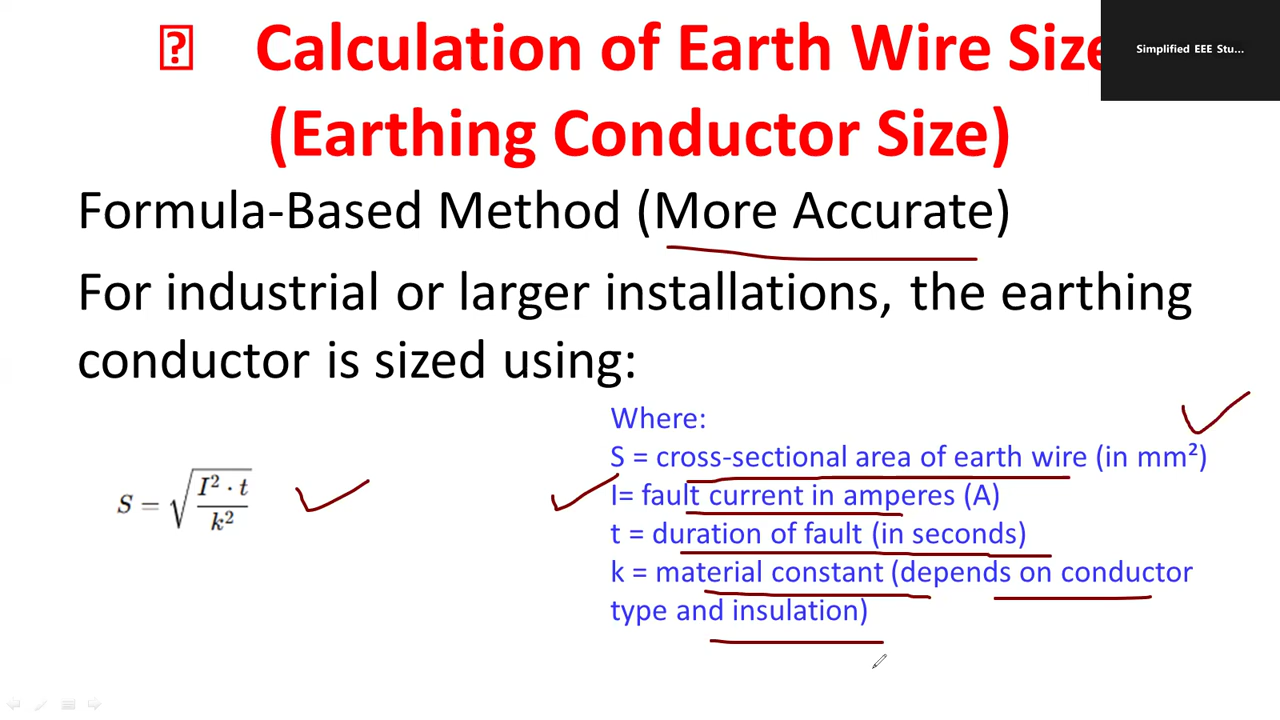 Simplified EEE Stu...
Calculation of Earth Wire Size
(Earthing Conductor Size)
Formula-Based Method (More Accurate)
For industrial or larger installations, the earthing
conductor is sized using:
S = √(I² · t / k²)
Where:
S = cross-sectional area of earth wire (in mm²)
I= fault current in amperes (A)
t = duration of fault (in seconds)
k = material constant (depends on conductor
type and insulation)